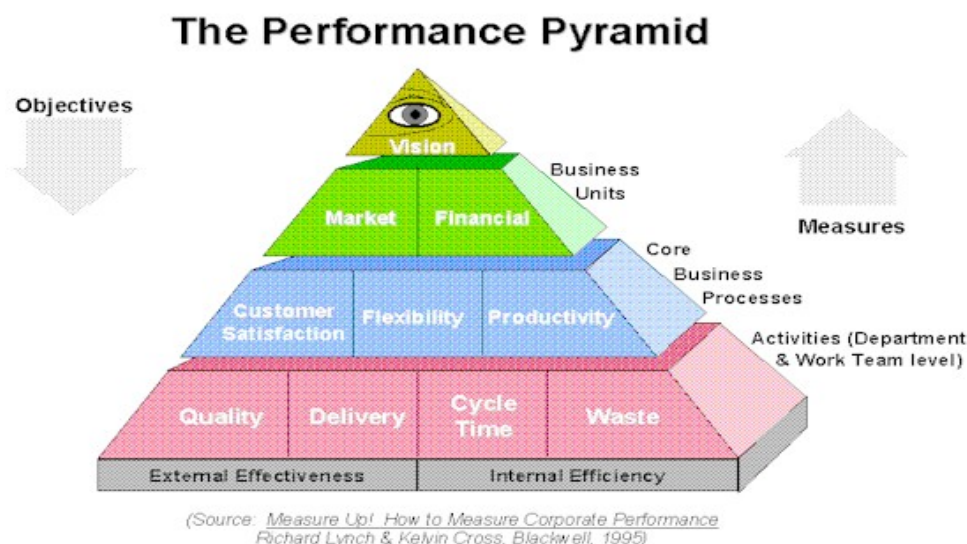 The Performance Pyramid
Objectives
Vision
Business
Units
Market
Financial
Measures
Core
Business
Processes
Customer
Satisfaction
Flexibility
Productivity
Activities (Department
& Work Team level)
Quality
Delivery
Cycle
Time
Waste
External Effectiveness
Internal Efficiency
(Source: Measure Up! How to Measure Corporate Performance
Richard Lynch & Kelvin Cross, Blackwell, 1995)